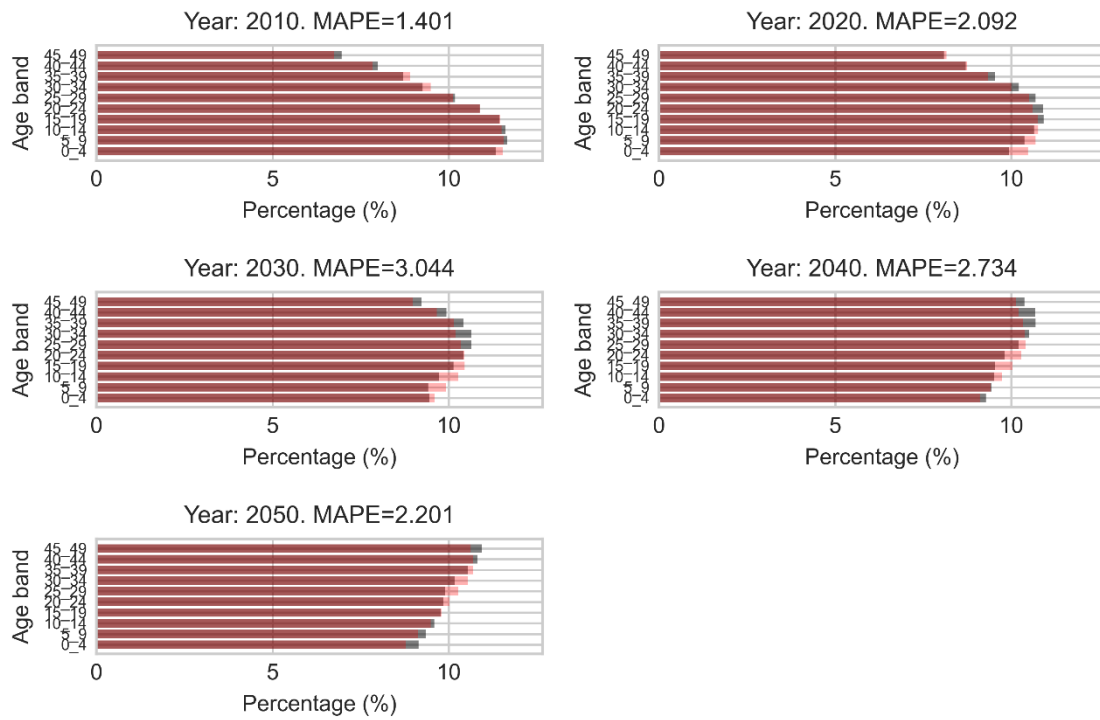 Year: 2010. MAPE=1.401
Age band
45_49
40_44
35_39
30_34
25_29
20_24
15_19
10_14
5_9
0_4
0 5 10
Percentage (%)
Year: 2020. MAPE=2.092
Age band
45_49
40_44
35_39
30_34
25_29
20_24
15_19
10_14
5_9
0_4
0 5 10
Percentage (%)
Year: 2030. MAPE=3.044
Age band
45_49
40_44
35_39
30_34
25_29
20_24
15_19
10_14
5_9
0_4
0 5 10
Percentage (%)
Year: 2040. MAPE=2.734
Age band
45_49
40_44
35_39
30_34
25_29
20_24
15_19
10_14
5_9
0_4
0 5 10
Percentage (%)
Year: 2050. MAPE=2.201
Age band
45_49
40_44
35_39
30_34
25_29
20_24
15_19
10_14
5_9
0_4
0 5 10
Percentage (%)